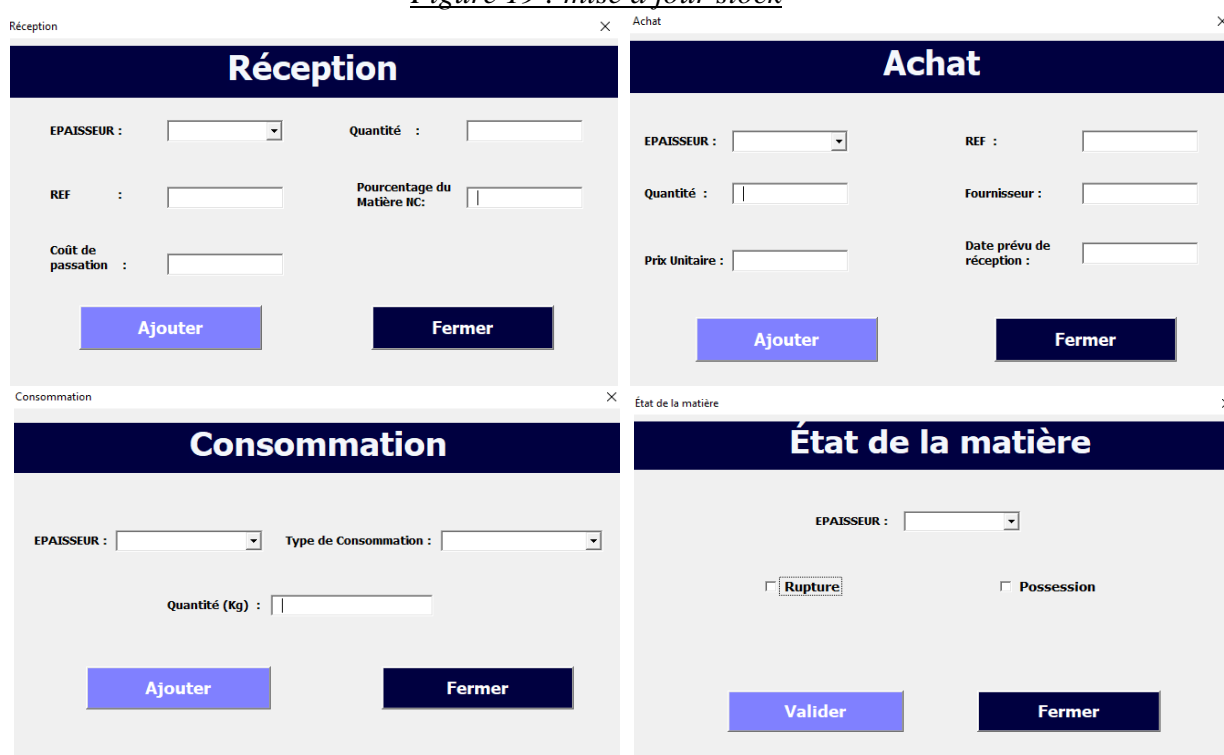 Figure 19 : mise à jour stock
Réception
Réception
EPAISSEUR :
Quantité :
REF :
Pourcentage du
Matière NC:
Coût de
passation :
Ajouter
Fermer
Achat
Achat
EPAISSEUR :
REF :
Quantité :
Fournisseur :
Prix Unitaire :
Date prévu de
réception :
Ajouter
Fermer
Consommation
Consommation
EPAISSEUR :
Type de Consommation :
Quantité (Kg) :
Ajouter
Fermer
État de la matière
État de la matière
EPAISSEUR :
Rupture
Possession
Valider
Fermer